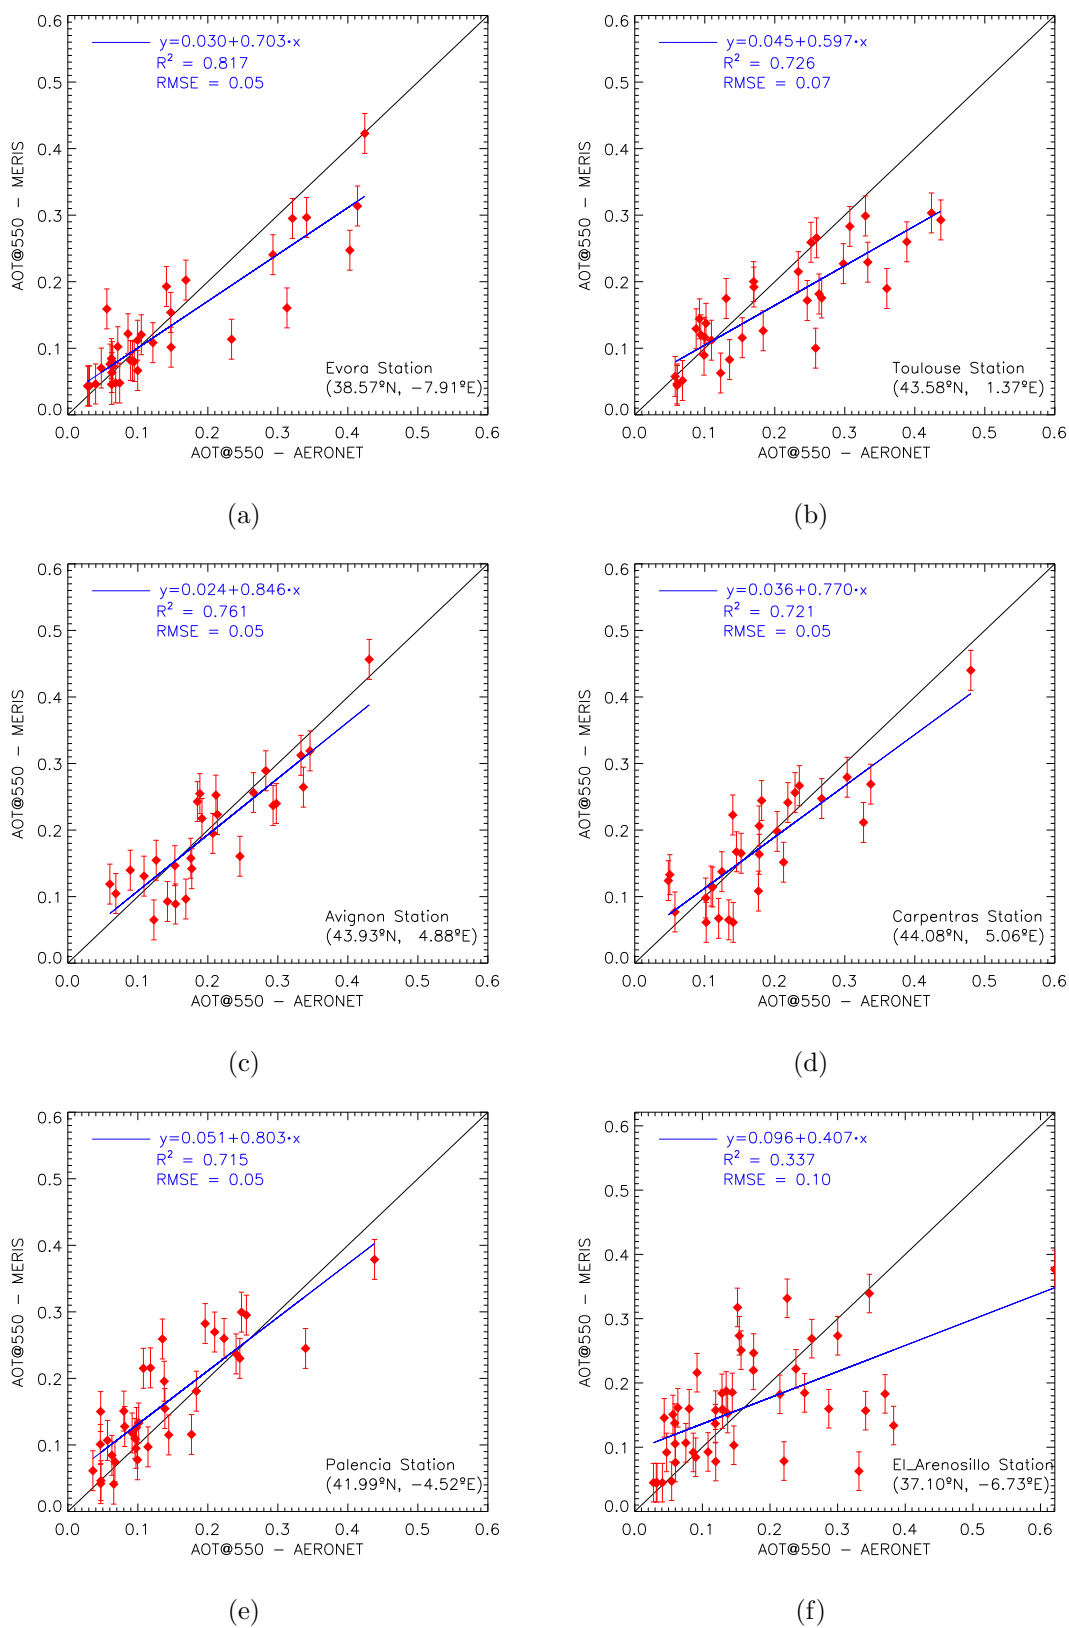 y=0.030+0.703·x
R² = 0.817
RMSE = 0.05
0.6
0.5
0.4
0.3
0.2
0.1
0.0
AOT@550 − MERIS
Evora Station
(38.57ºN, −7.91ºE)
0.0 0.1 0.2 0.3 0.4 0.5 0.6
AOT@550 − AERONET
(a)
y=0.045+0.597·x
R² = 0.726
RMSE = 0.07
0.6
0.5
0.4
0.3
0.2
0.1
0.0
AOT@550 − MERIS
Toulouse Station
(43.58ºN, 1.37ºE)
0.0 0.1 0.2 0.3 0.4 0.5 0.6
AOT@550 − AERONET
(b)
y=0.024+0.846·x
R² = 0.761
RMSE = 0.05
0.6
0.5
0.4
0.3
0.2
0.1
0.0
AOT@550 − MERIS
Avignon Station
(43.93ºN, 4.88ºE)
0.0 0.1 0.2 0.3 0.4 0.5 0.6
AOT@550 − AERONET
(c)
y=0.036+0.770·x
R² = 0.721
RMSE = 0.05
0.6
0.5
0.4
0.3
0.2
0.1
0.0
AOT@550 − MERIS
Carpentras Station
(44.08ºN, 5.06ºE)
0.0 0.1 0.2 0.3 0.4 0.5 0.6
AOT@550 − AERONET
(d)
y=0.051+0.803·x
R² = 0.715
RMSE = 0.05
0.6
0.5
0.4
0.3
0.2
0.1
0.0
AOT@550 − MERIS
Palencia Station
(41.99ºN, −4.52ºE)
0.0 0.1 0.2 0.3 0.4 0.5 0.6
AOT@550 − AERONET
(e)
y=0.096+0.407·x
R² = 0.337
RMSE = 0.10
0.6
0.5
0.4
0.3
0.2
0.1
0.0
AOT@550 − MERIS
El_Arenosillo Station
(37.10ºN, −6.73ºE)
0.0 0.1 0.2 0.3 0.4 0.5 0.6
AOT@550 − AERONET
(f)